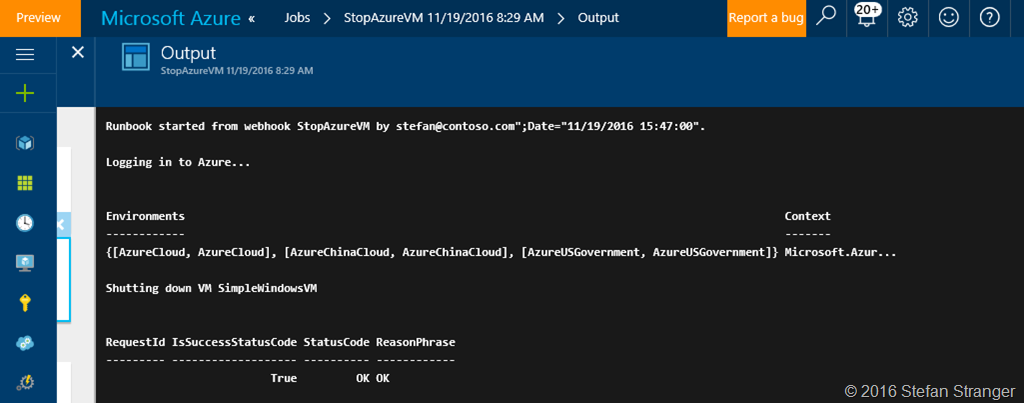 Preview
Microsoft Azure « Jobs > StopAzureVM 11/19/2016 8:29 AM > Output
Report a bug
20+
Output
StopAzureVM 11/19/2016 8:29 AM
Runbook started from webhook StopAzureVM by stefan@contoso.com";Date="11/19/2016 15:47:00".
Logging in to Azure...
Environments Context
------------ -------
{[AzureCloud, AzureCloud], [AzureChinaCloud, AzureChinaCloud], [AzureUSGovernment, AzureUSGovernment]} Microsoft.Azur...
Shutting down VM SimpleWindowsVM
RequestId IsSuccessStatusCode StatusCode ReasonPhrase
--------- ------------------- ---------- ------------
True OK OK
© 2016 Stefan Stranger